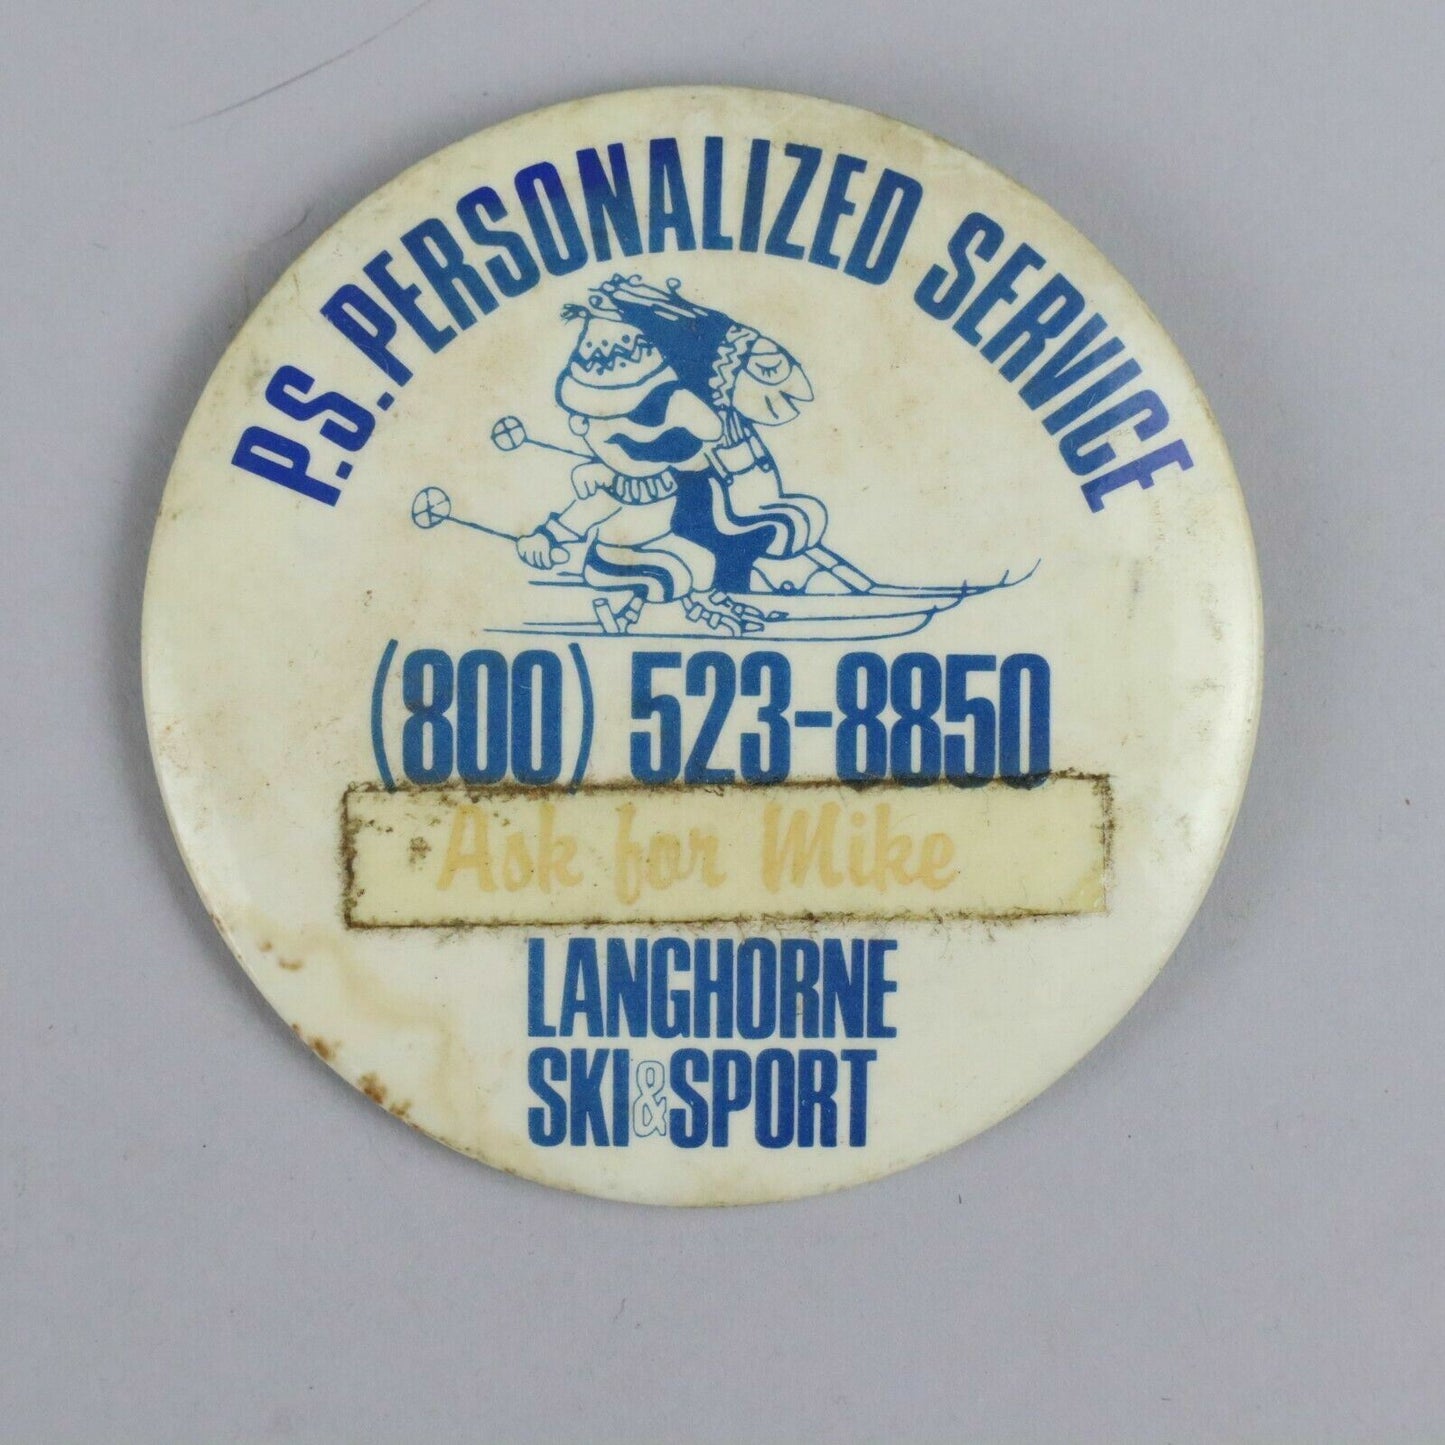 P.S. PERSONALIZED SERVICE
(800) 523-8850
Ask for Mike
LANGHORNE
SKI & SPORT